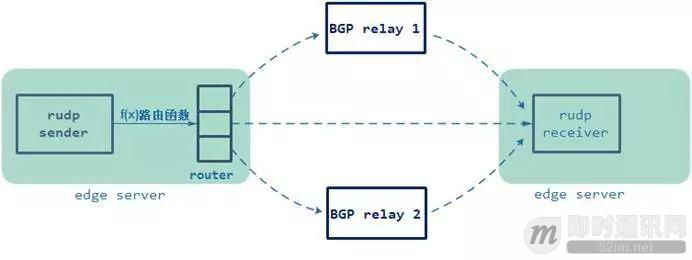 BGP relay 1
rudp
sender
f(x)路由函数
router
edge server
rudp
receiver
edge server
BGP relay 2
即时通讯网
52im.net